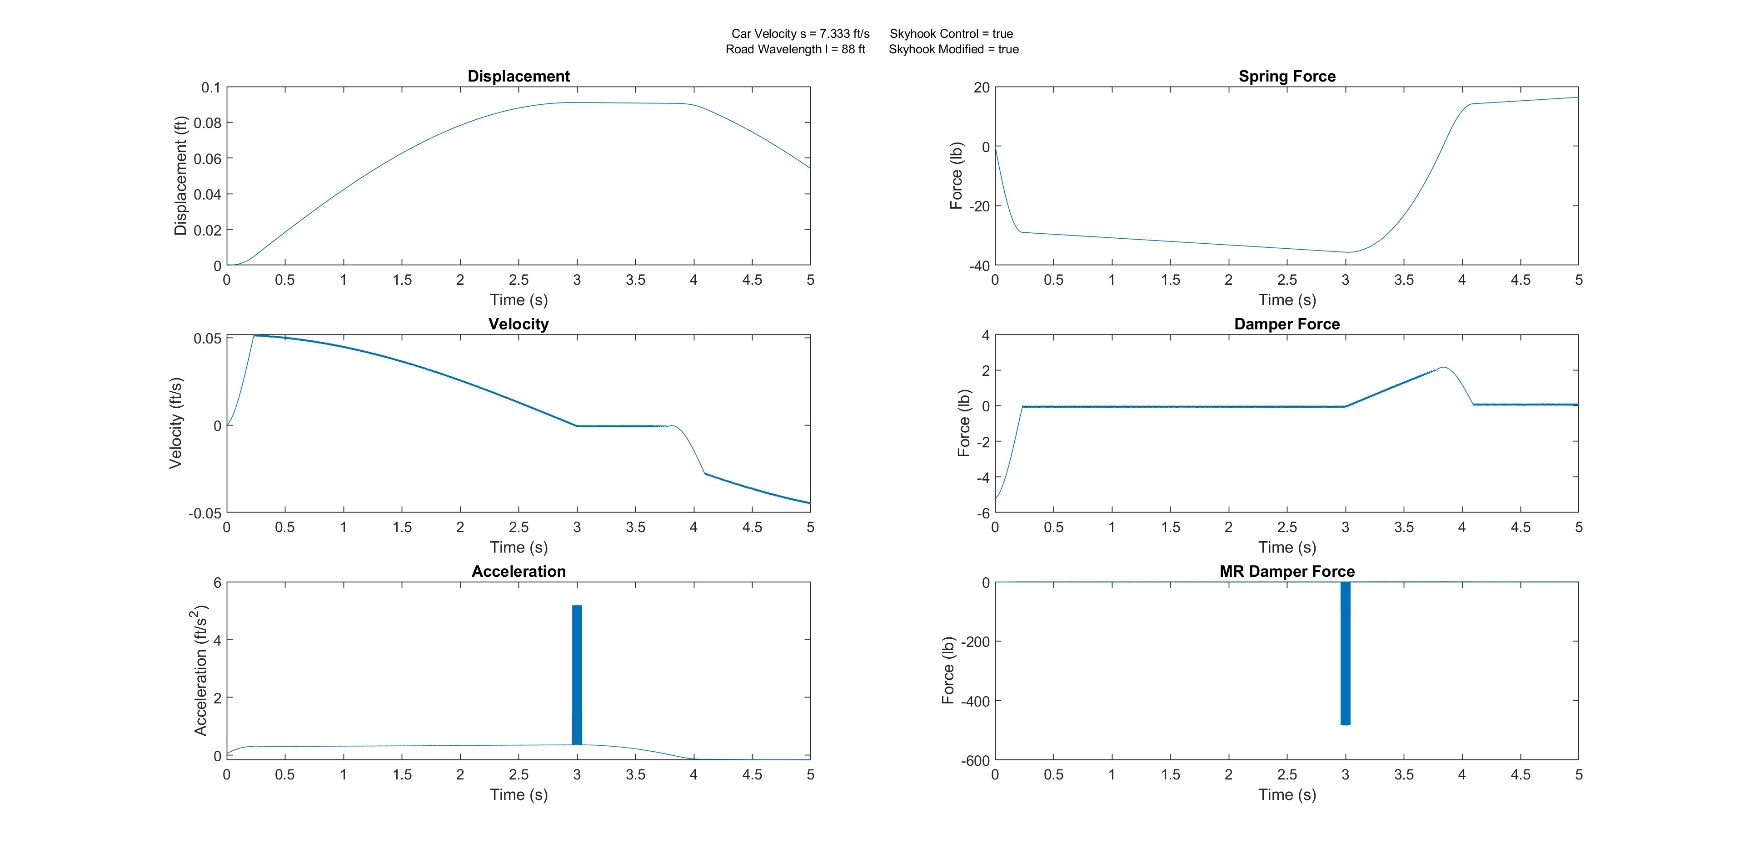 Car Velocity s = 7.333 ft/s Skyhook Control = true
Road Wavelength l = 88 ft Skyhook Modified = true
Displacement
0.1
0.08
0.06
0.04
0.02
0
Displacement (ft)
0 0.5 1 1.5 2 2.5 3 3.5 4 4.5 5
Time (s)
Spring Force
20
0
-20
-40
Force (lb)
0 0.5 1 1.5 2 2.5 3 3.5 4 4.5 5
Time (s)
Velocity
0.05
0
-0.05
Velocity (ft/s)
0 0.5 1 1.5 2 2.5 3 3.5 4 4.5 5
Time (s)
Damper Force
4
2
0
-2
-4
-6
Force (lb)
0 0.5 1 1.5 2 2.5 3 3.5 4 4.5 5
Time (s)
Acceleration
6
4
2
0
Acceleration (ft/s²)
0 0.5 1 1.5 2 2.5 3 3.5 4 4.5 5
Time (s)
MR Damper Force
0
-200
-400
-600
Force (lb)
0 0.5 1 1.5 2 2.5 3 3.5 4 4.5 5
Time (s)